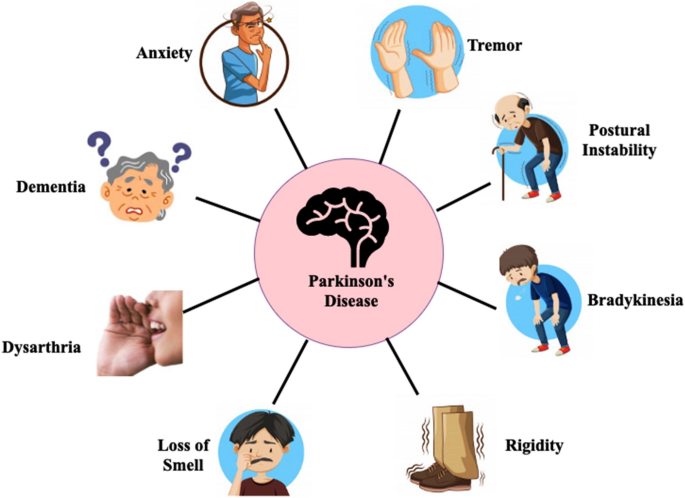 Anxiety
Tremor
Postural
Instability
Dementia
Parkinson's
Disease
Bradykinesia
Dysarthria
Loss of
Smell
Rigidity